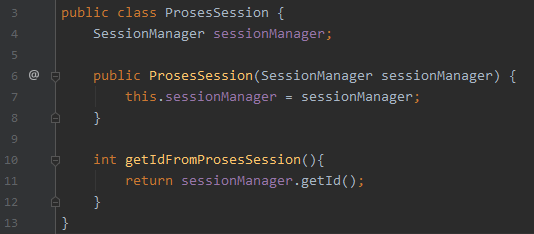 3 public class ProsesSession {
4 SessionManager sessionManager;
5
6 @ public ProsesSession(SessionManager sessionManager) {
7 this.sessionManager = sessionManager;
8 }
9
10 int getIdFromProsesSession(){
11 return sessionManager.getId();
12 }
13 }